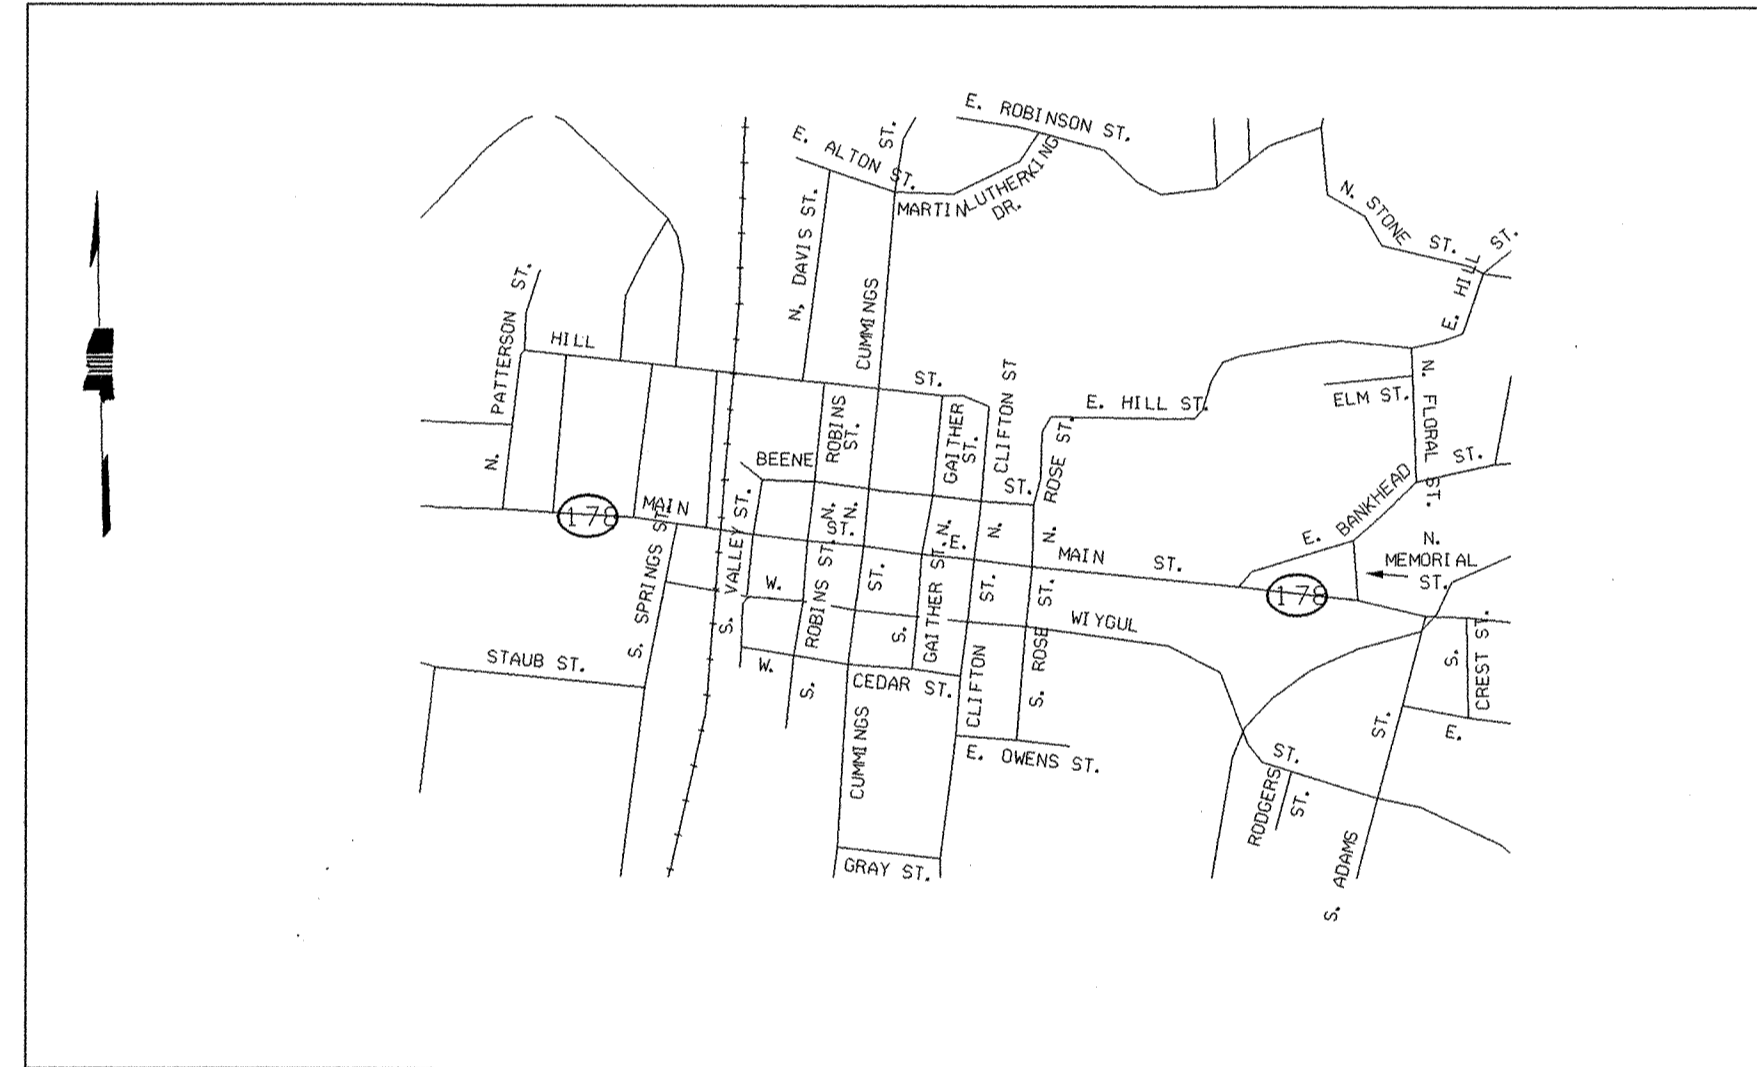 E. ROBINSON ST.
E. ALTON ST.
ST.
MARTIN LUTHERKING
DR.
N. STONE ST.
E. HILL ST.
N, DAVIS ST.
CUMMINGS
N. PATTERSON ST.
HILL ST.
CLIFTON ST
E. HILL ST.
ELM ST.
N. FLORAL ST.
ROBINS
ST.
GAITHER
ST.
N. ROSE ST.
BEENE ST.
E. BANKHEAD ST.
MAIN
178
N.
ST.
N.
N.
E.
N.
MAIN ST.
N.
MEMORIAL
ST.
178
S. SPRINGS ST.
S. VALLEY ST.
W.
S. ROBINS ST.
ST.
S.
GAITHER ST.
ST.
ST.
WIYGUL
STAUB ST.
W.
CEDAR ST.
CUMMINGS
CLIFTON
S. ROSE
E. OWENS ST.
S.
CREST ST.
E.
ST.
ST.
RODGERS
ST.
S. ADAMS
GRAY ST.